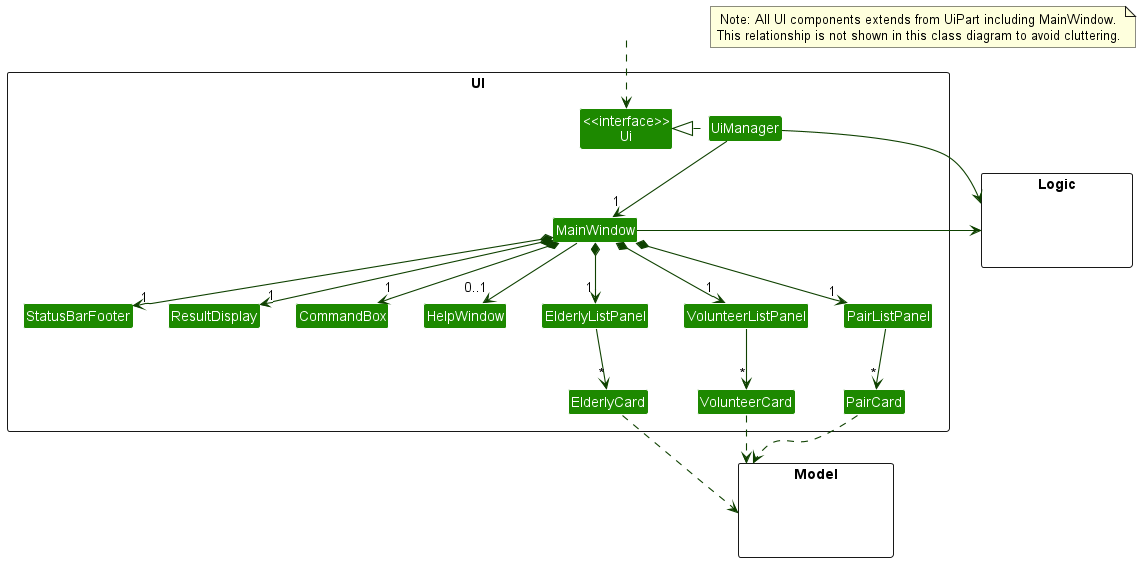 Note: All UI components extends from UiPart including MainWindow.
This relationship is not shown in this class diagram to avoid cluttering.
UI
<<interface>>
Ui
UiManager
Logic
1
MainWindow
1
1
1
0..1
1
1
1
StatusBarFooter
ResultDisplay
CommandBox
HelpWindow
ElderlyListPanel
VolunteerListPanel
PairListPanel
*
*
*
ElderlyCard
VolunteerCard
PairCard
Model